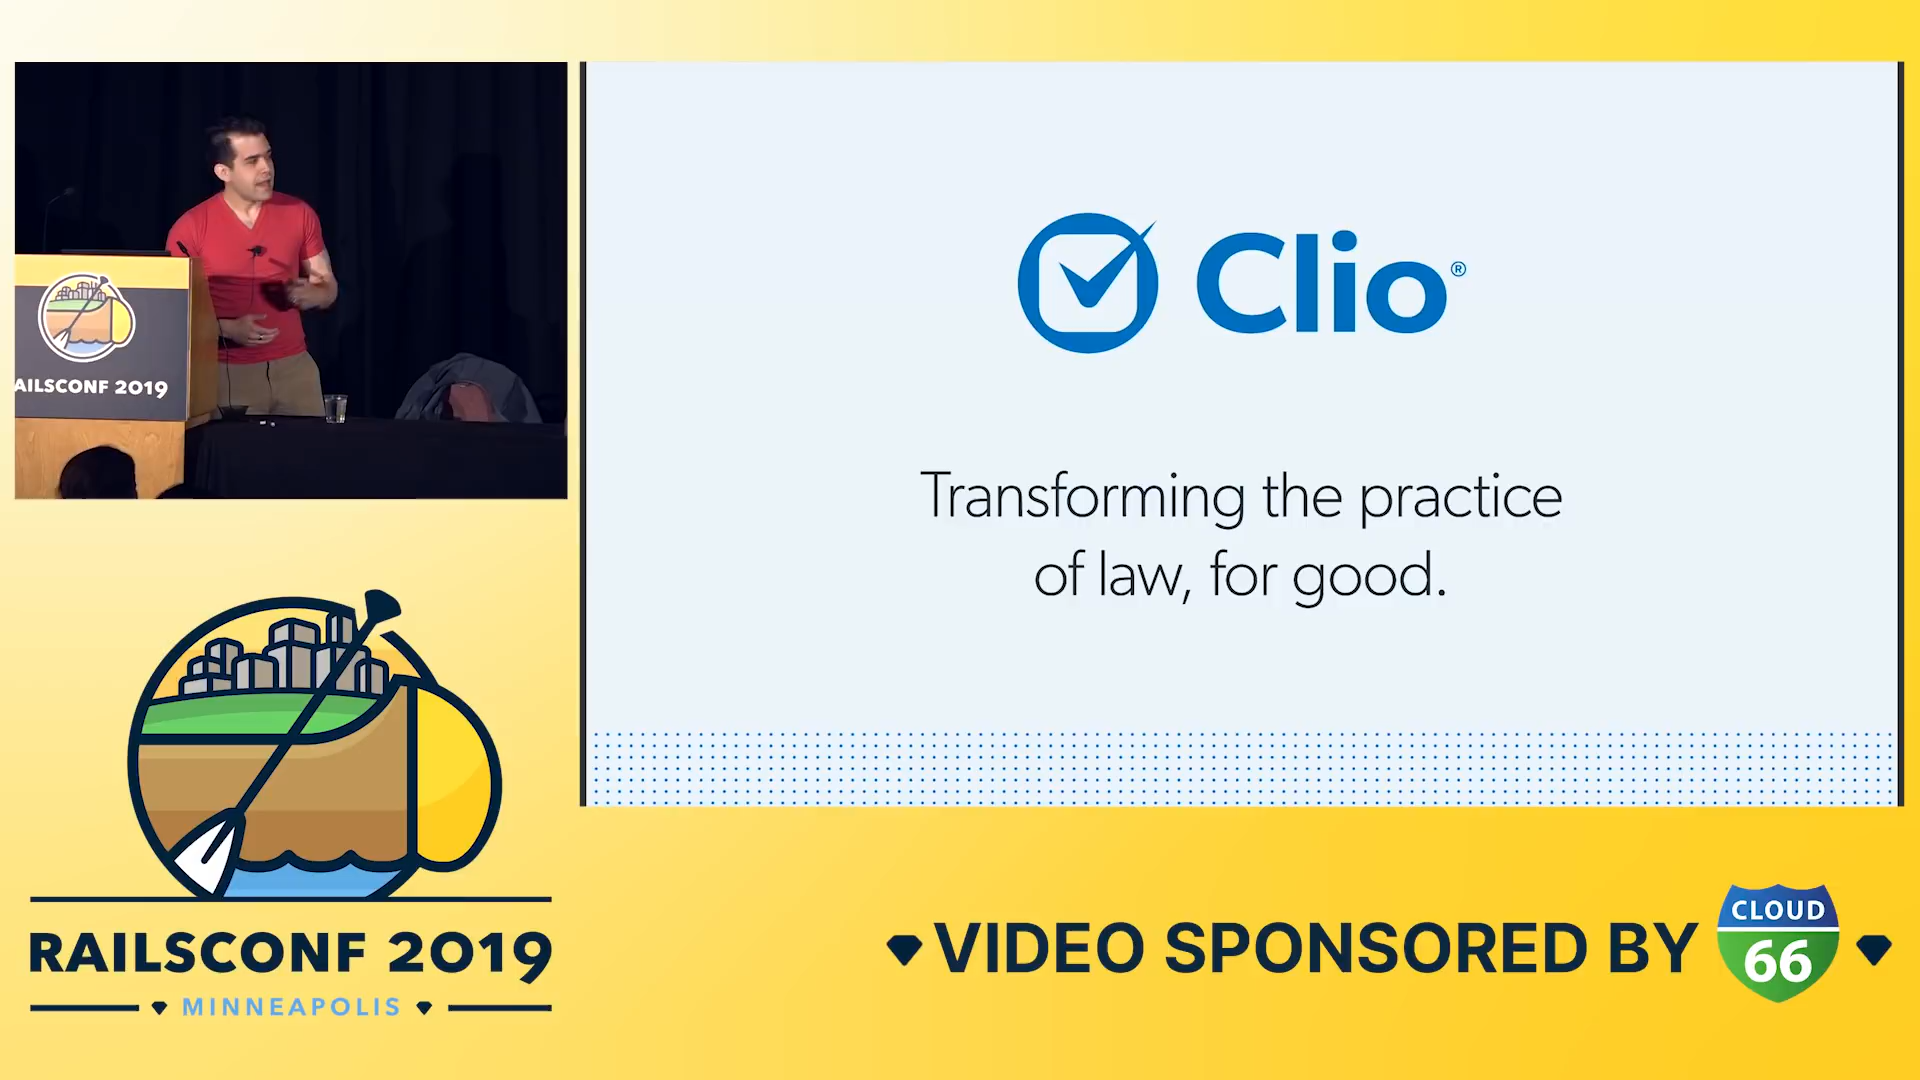 AILSCONF 2019
Clio®
Transforming the practice
of law, for good.
RAILSCONF 2019
MINNEAPOLIS
VIDEO SPONSORED BY
CLOUD
66